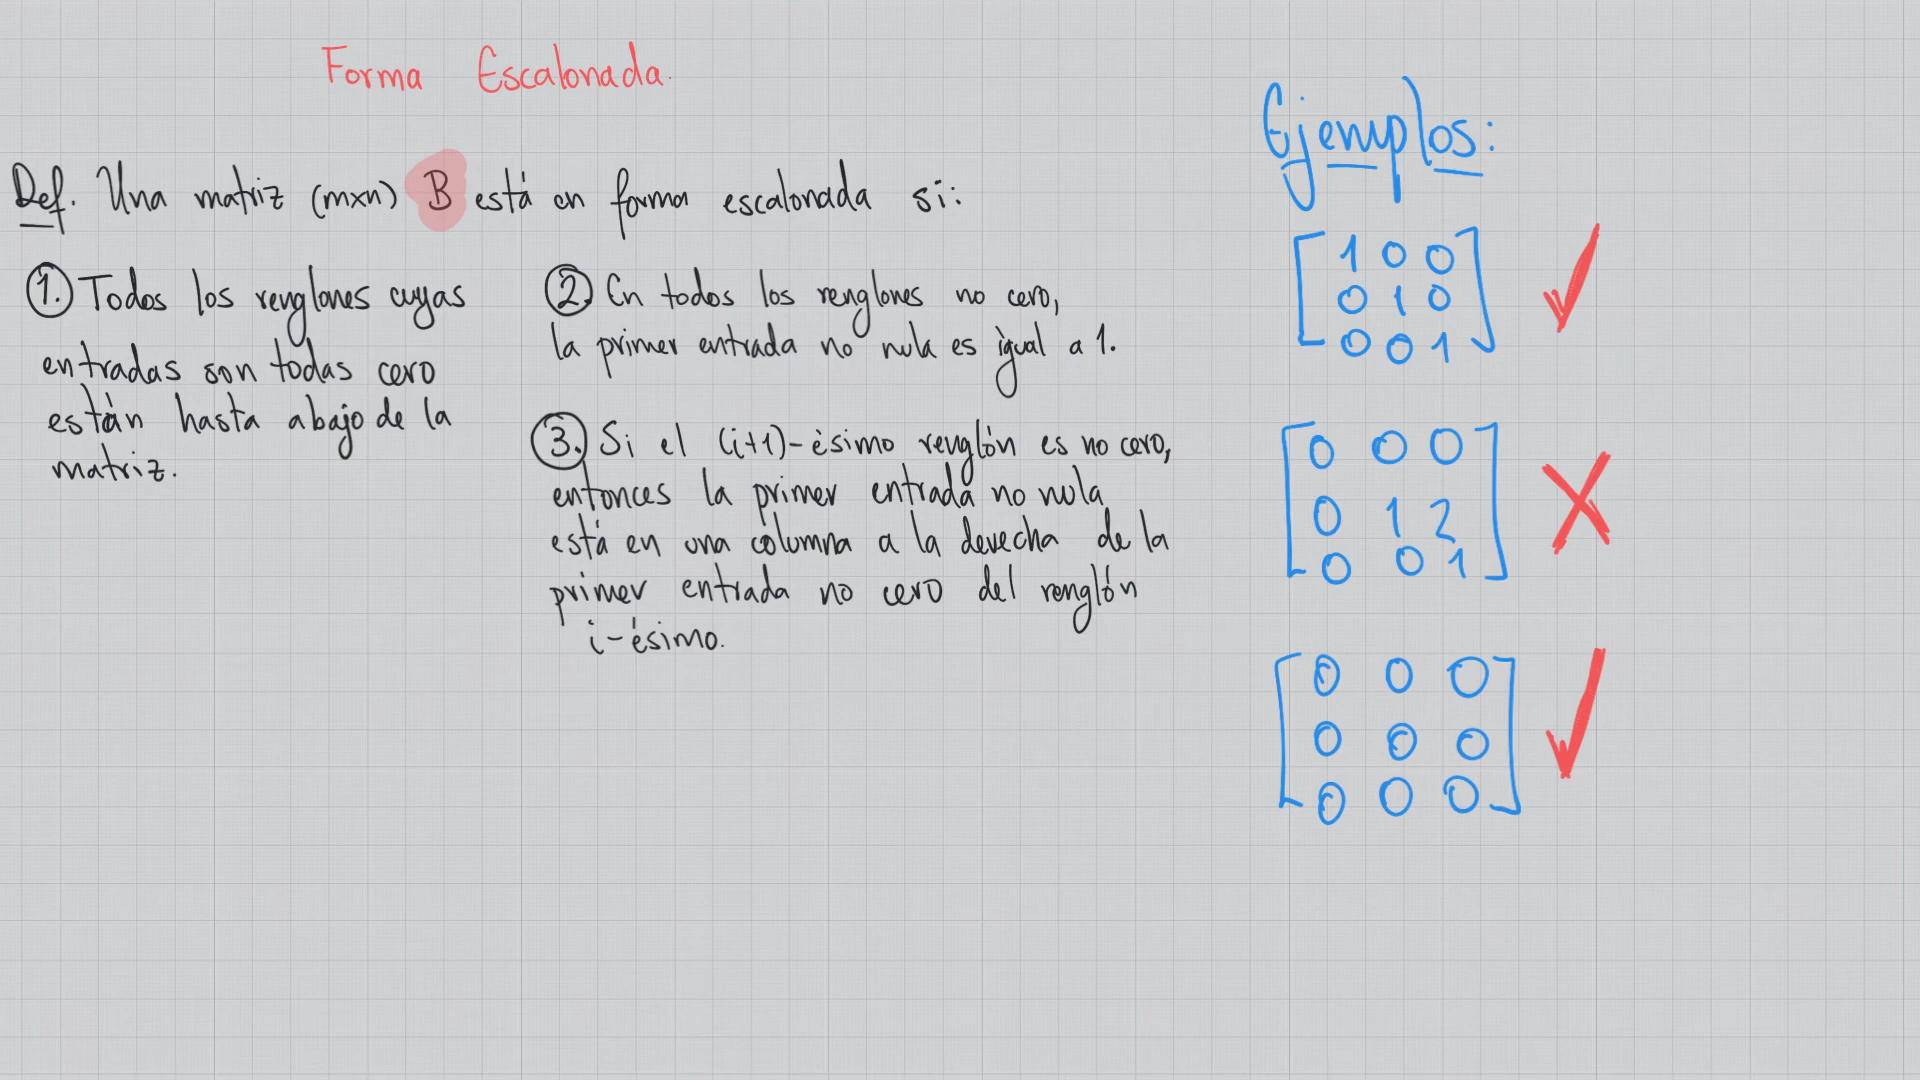 Forma Escalonada.
Def. Una matriz (mxn) B está en forma escalonada si:
1. Todos los renglones cuyas
entradas son todas cero
están hasta abajo de la
matriz.
2. En todos los renglones no cero,
la primer entrada no nula es igual a 1.
3. Si el (i+1)-ésimo renglón es no cero,
entonces la primer entrada no nula
está en una columna a la derecha de la
primer entrada no cero del renglón
i-ésimo.
Ejemplos:
1 0 0
0 1 0
0 0 1
0 0 0
0 1 2
0 0 1
0 0 0
0 0 0
0 0 0